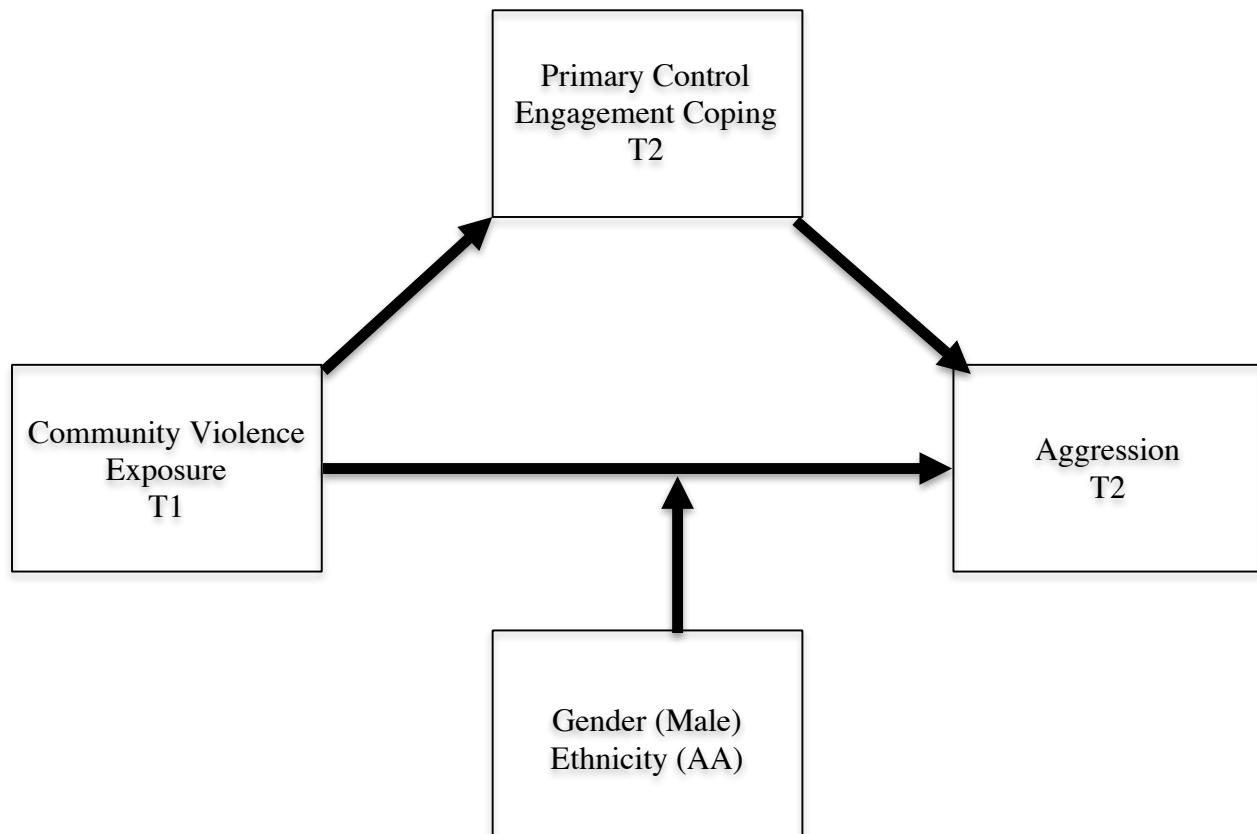 Primary Control
Engagement Coping
T2
Community Violence
Exposure
T1
Aggression
T2
Gender (Male)
Ethnicity (AA)